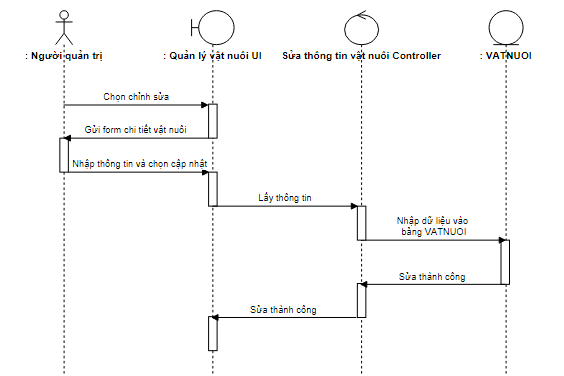 : Người quản trị
: Quản lý vật nuôi UI
Sửa thông tin vật nuôi Controller
: VATNUOI
Chọn chỉnh sửa
Gửi form chi tiết vật nuôi
Nhập thông tin và chọn cập nhật
Lấy thông tin
Nhập dữ liệu vào
bảng VATNUOI
Sửa thành công
Sửa thành công